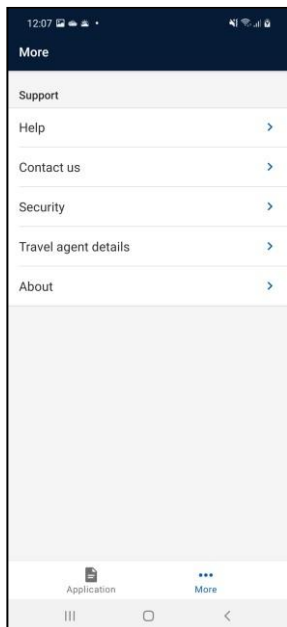 12:07
More
Support
Help
Contact us
Security
Travel agent details
About
Application
More